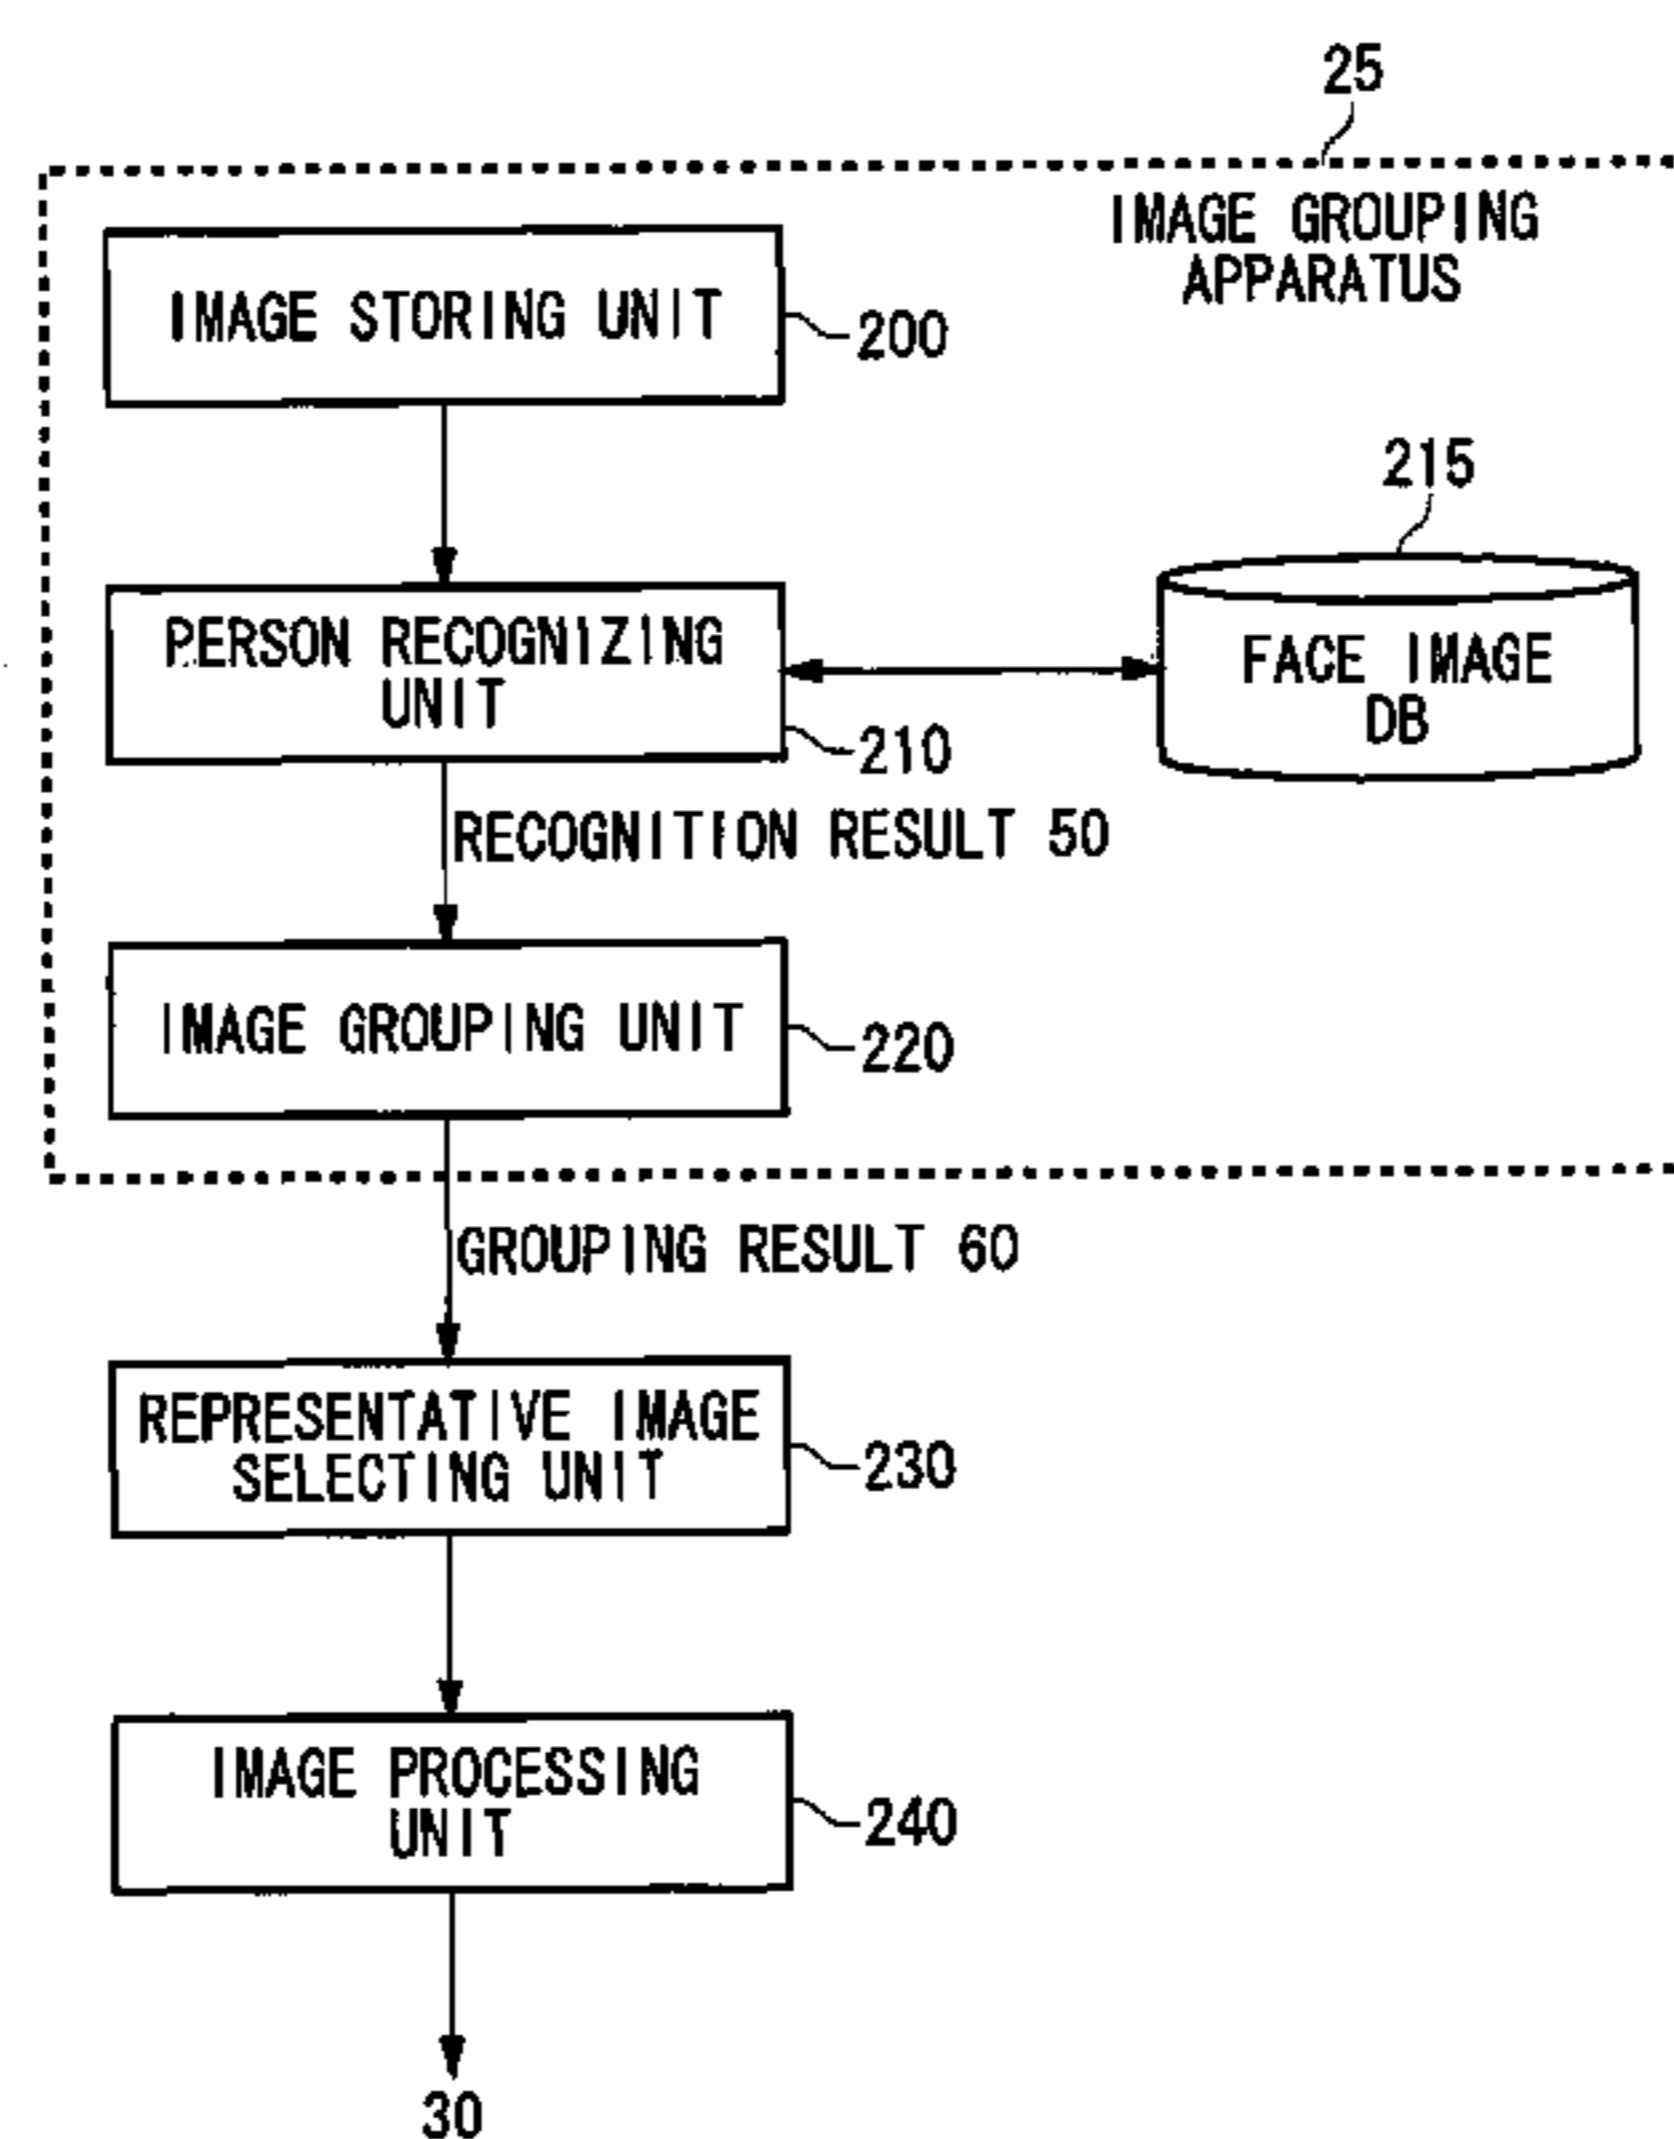 25
IMAGE GROUPING
APPARATUS
IMAGE STORING UNIT
200
215
PERSON RECOGNIZING
UNIT
210
FACE IMAGE
DB
RECOGNITION RESULT 50
IMAGE GROUPING UNIT
220
GROUPING RESULT 60
REPRESENTATIVE IMAGE
SELECTING UNIT
230
IMAGE PROCESSING
UNIT
240
30